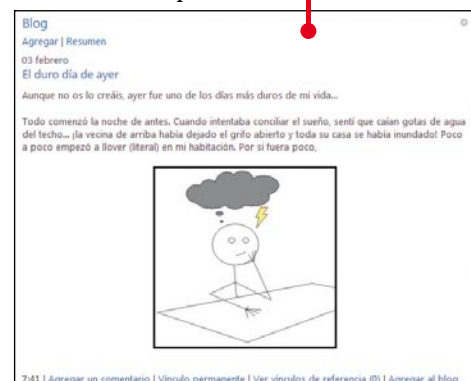 Blog
Agregar | Resumen
03 febrero
El duro día de ayer
Aunque no os lo creáis, ayer fue uno de los días más duros de mi vida...
Todo comenzó la noche de antes. Cuando intentaba conciliar el sueño, sentí que caían gotas de agua
del techo... ¡la vecina de arriba había dejado el grifo abierto y toda su casa se había inundado! Poco
a poco empezó a llover (literal) en mi habitación. Por si fuera poco,
7:41 | Agregar un comentario | Vínculo permanente | Ver vínculos de referencia (0) | Agregar al blog